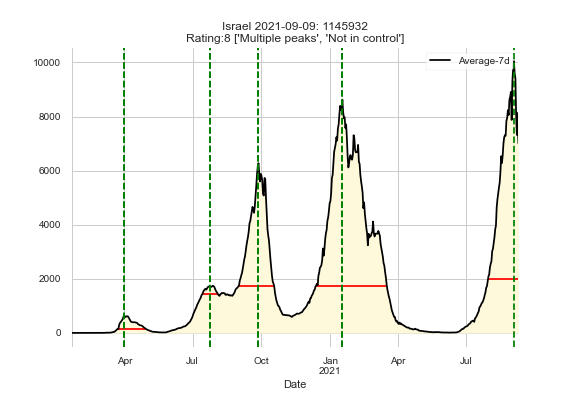 Israel 2021-09-09: 1145932
Rating:8 ['Multiple peaks', 'Not in control']
Average-7d
10000
8000
6000
4000
2000
0
Apr
Jul
Oct
Jan
2021
Apr
Jul
Date